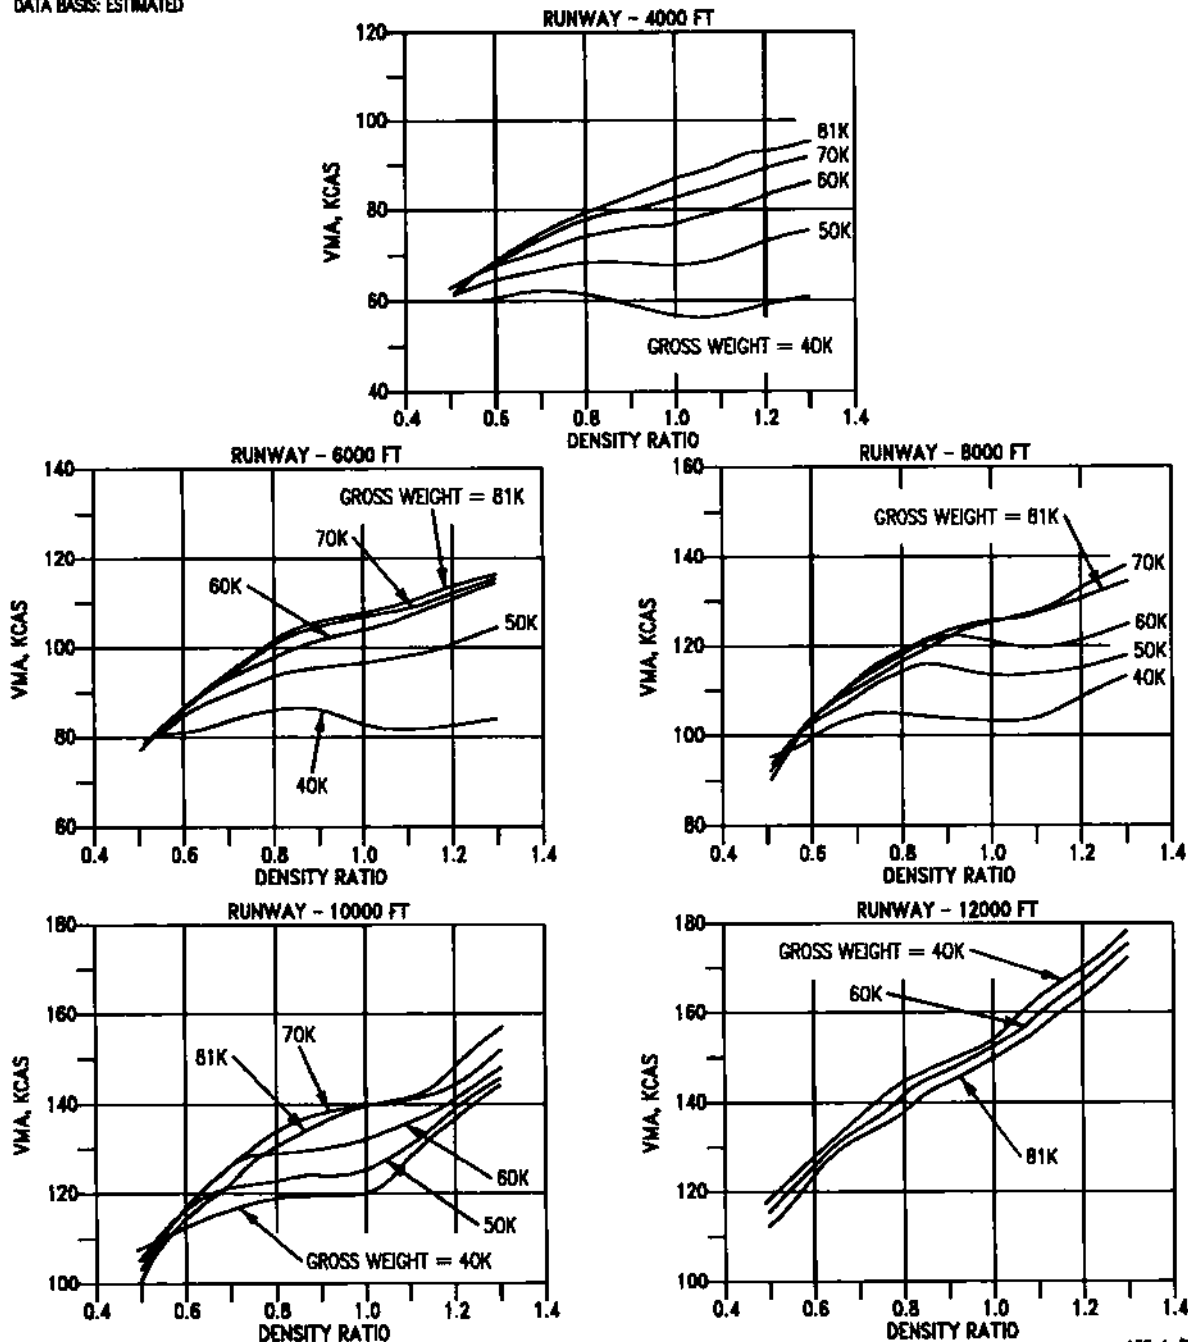 DATA BASIS: ESTIMATED
RUNWAY - 4000 FT
120
100
80
60
40
VMA, KCAS
81K
70K
60K
50K
GROSS WEIGHT = 40K
0.4 0.6 0.8 1.0 1.2 1.4
DENSITY RATIO
RUNWAY - 6000 FT
140
120
100
80
60
VMA, KCAS
GROSS WEIGHT = 81K
70K
60K
50K
40K
0.4 0.6 0.8 1.0 1.2 1.4
DENSITY RATIO
RUNWAY - 8000 FT
160
140
120
100
80
VMA, KCAS
GROSS WEIGHT = 81K
70K
60K
50K
40K
0.4 0.6 0.8 1.0 1.2 1.4
DENSITY RATIO
RUNWAY - 10000 FT
180
160
140
120
100
VMA, KCAS
70K
81K
60K
50K
GROSS WEIGHT = 40K
0.4 0.6 0.8 1.0 1.2 1.4
DENSITY RATIO
RUNWAY - 12000 FT
180
160
140
120
100
VMA, KCAS
GROSS WEIGHT = 40K
60K
81K
0.4 0.6 0.8 1.0 1.2 1.4
DENSITY RATIO